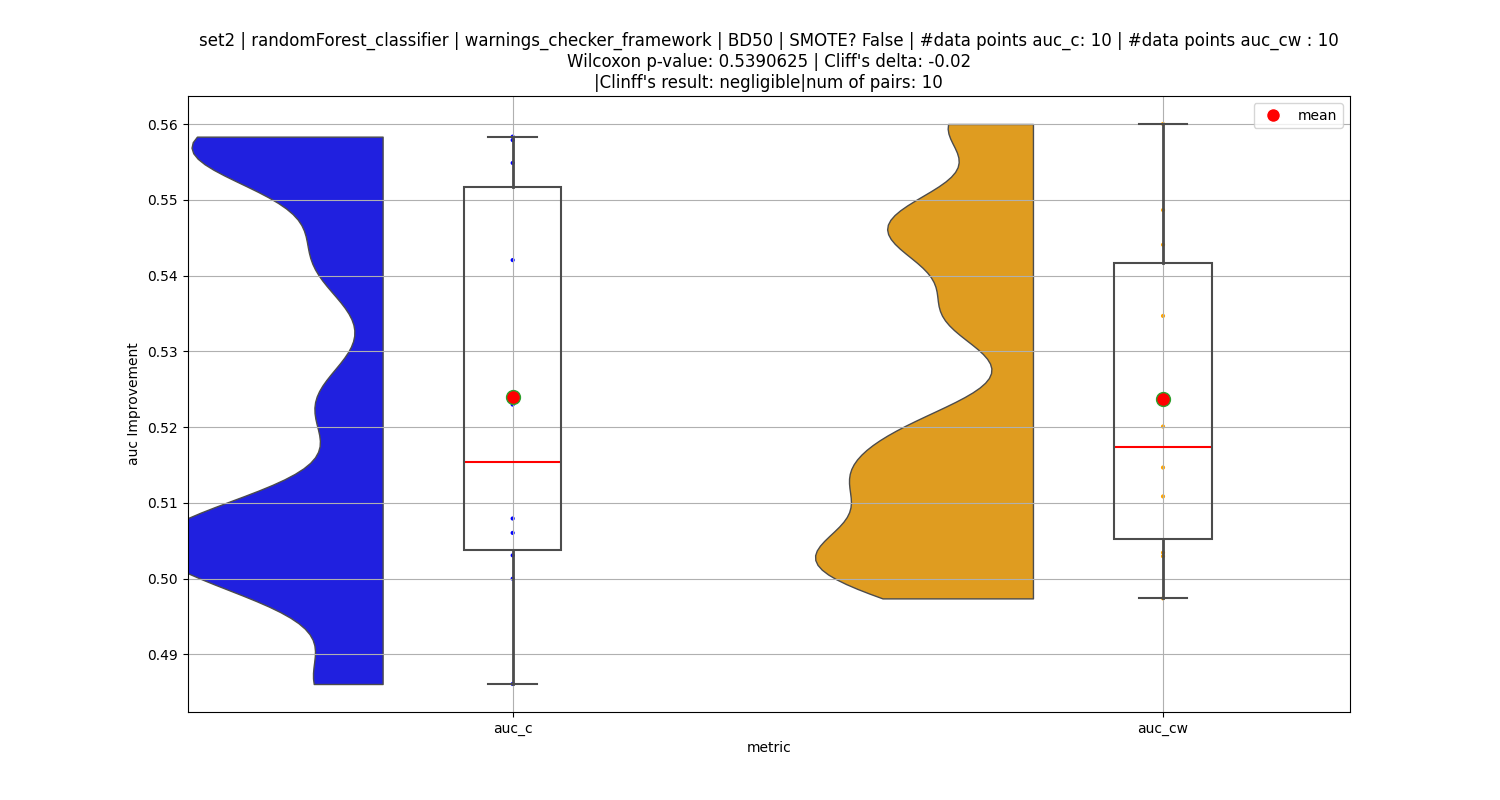 set2 | randomForest_classifier | warnings_checker_framework | BD50 | SMOTE? False | #data points auc_c: 10 | #data points auc_cw : 10
Wilcoxon p-value: 0.5390625 | Cliff's delta: -0.02
|Clinff's result: negligible|num of pairs: 10
mean
0.56
0.55
0.54
0.53
0.52
0.51
0.50
0.49
auc Improvement
auc_c
auc_cw
metric